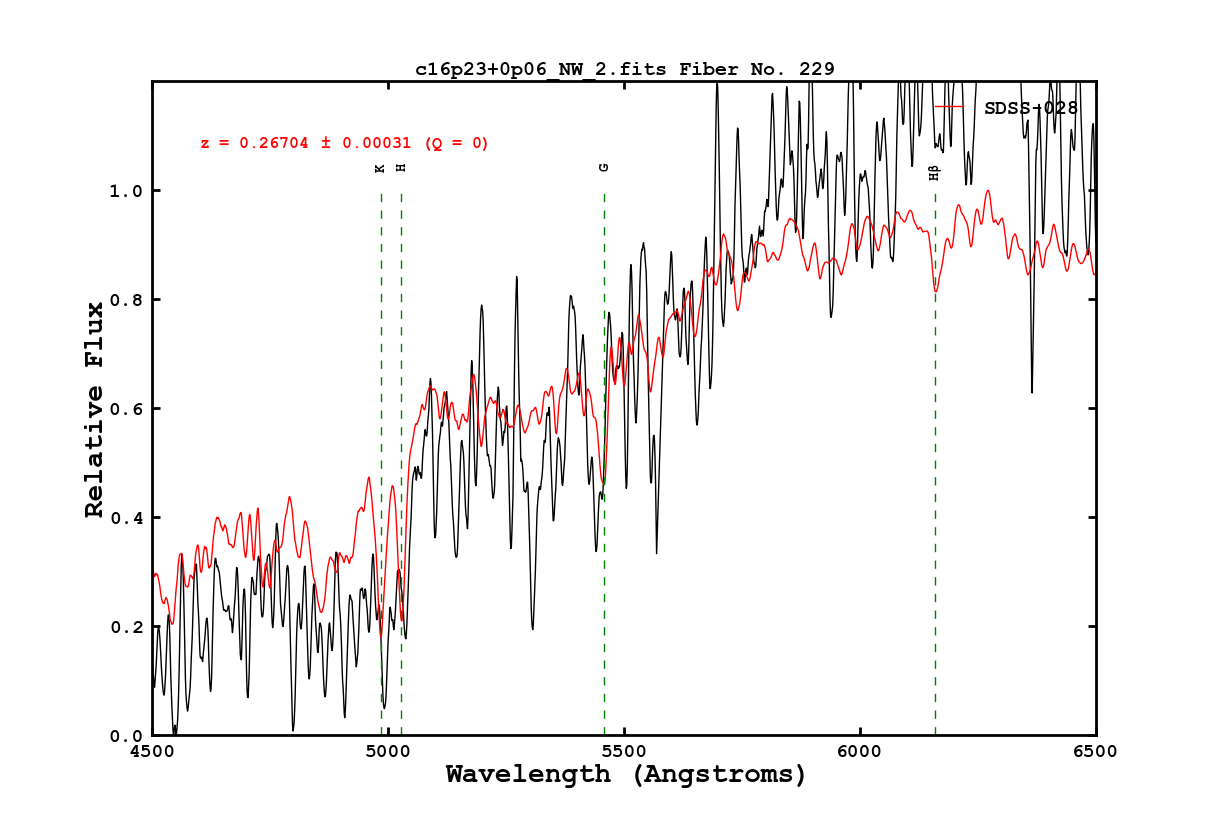 c16p23+0p06_NW_2.fits Fiber No. 229
SDSS-028
z = 0.26704 ± 0.00031 (Q = 0)
K
H
G
Hβ
1.0
0.8
0.6
0.4
0.2
0.0
Relative Flux
4500
5000
5500
6000
6500
Wavelength (Angstroms)